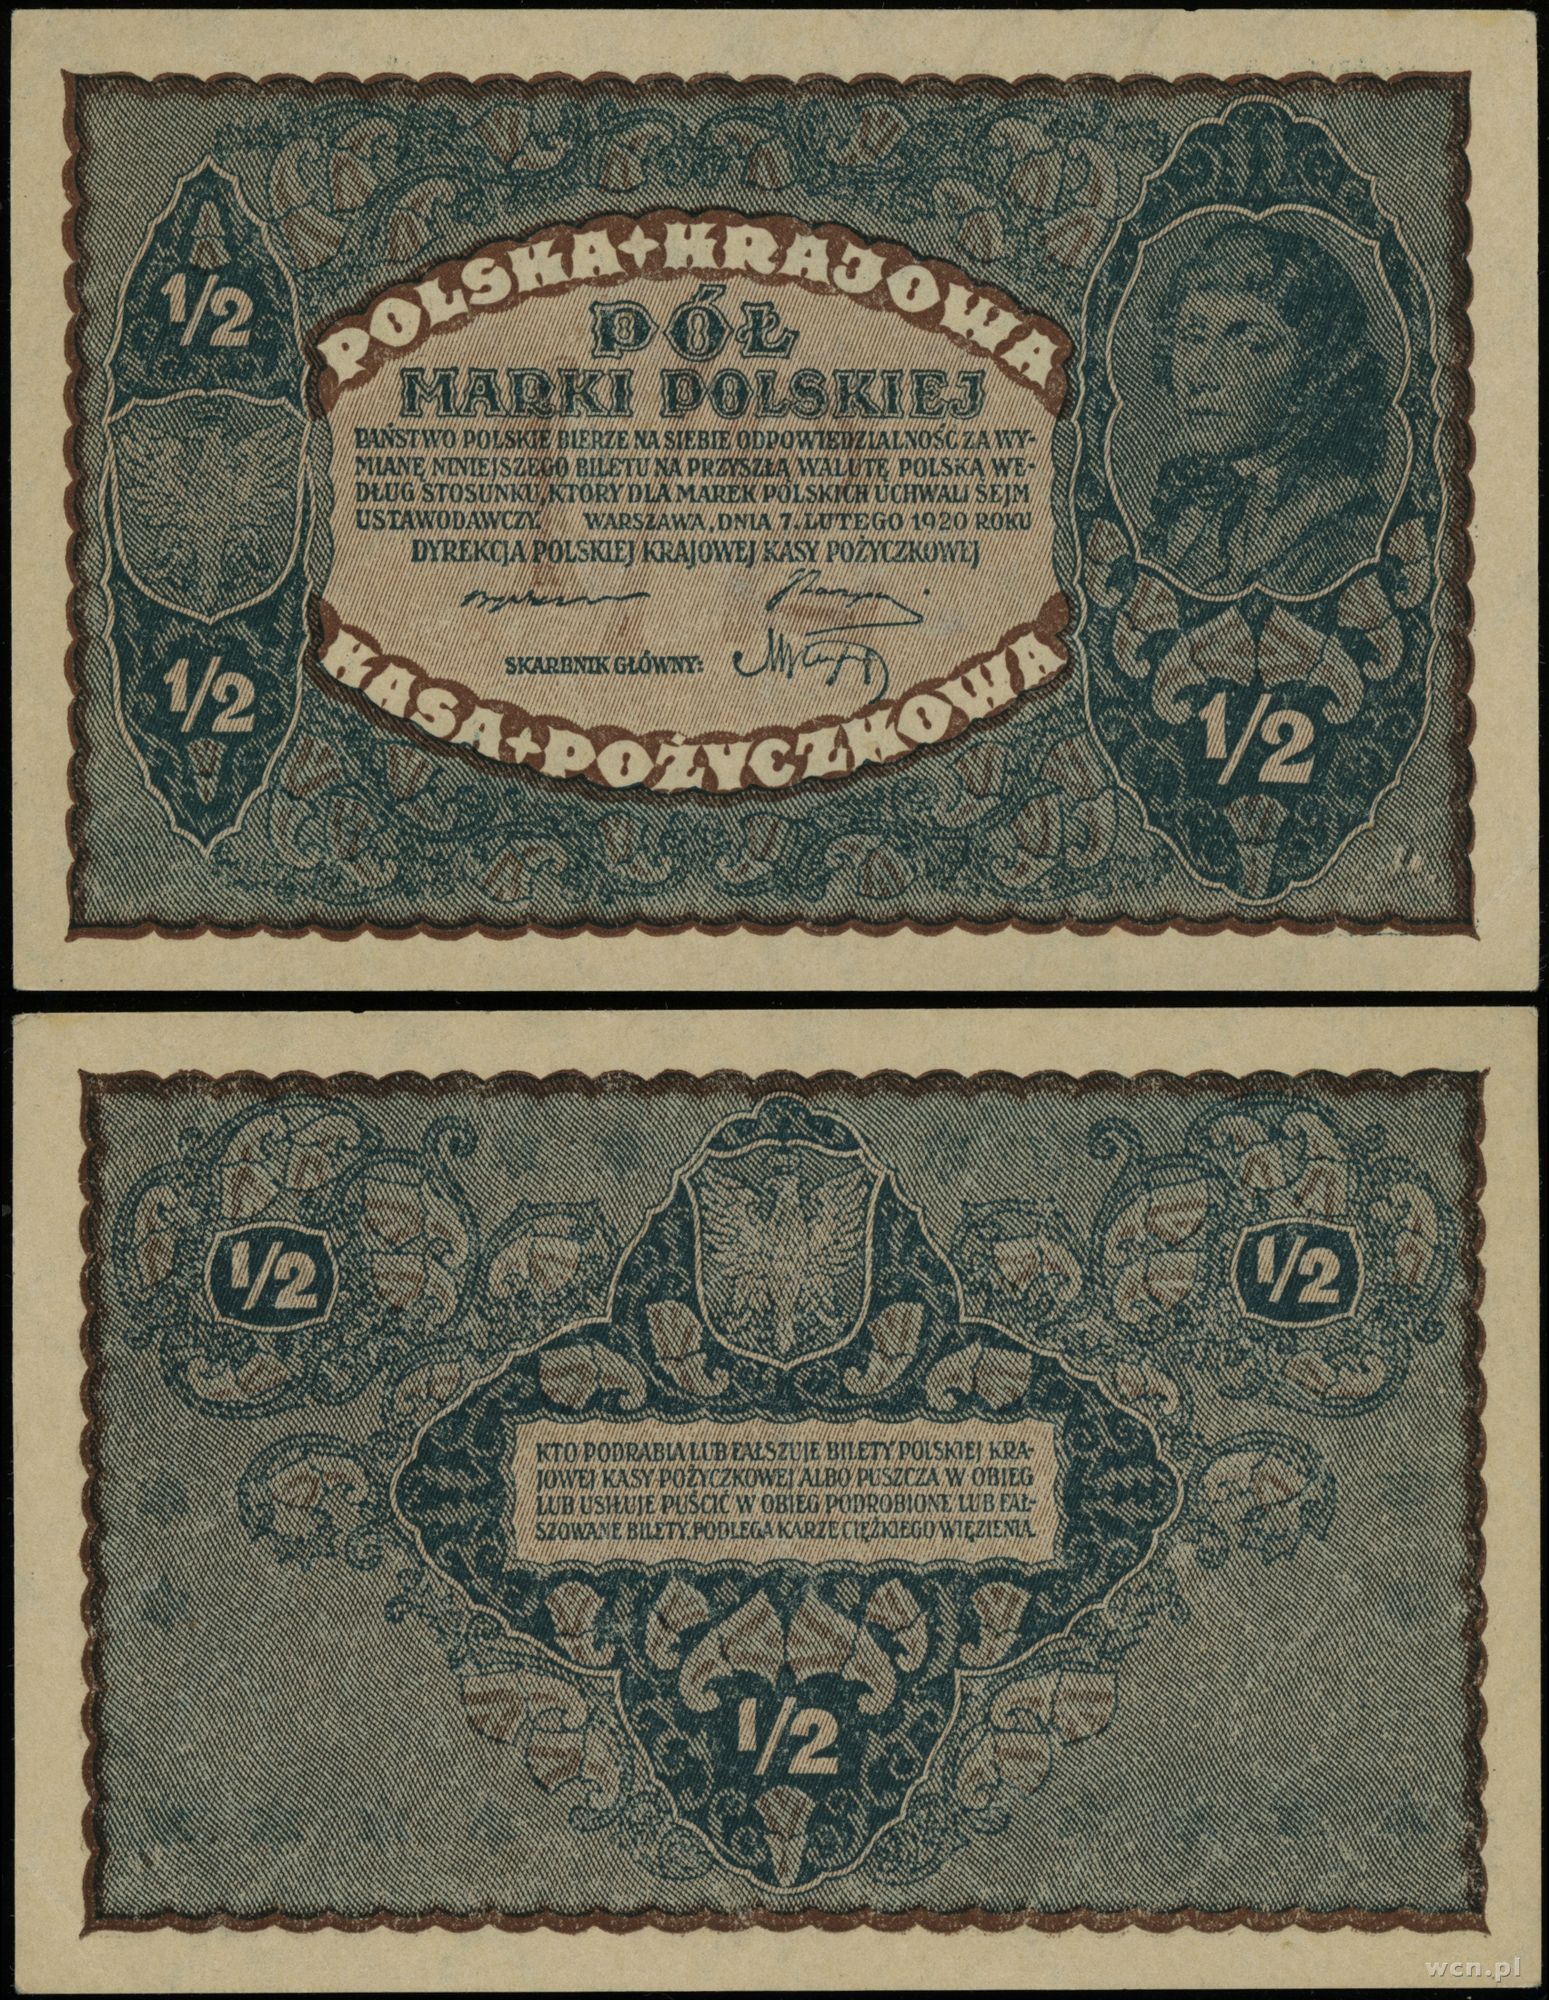 POLSKA + KRAJOWA
1/2
PÓŁ
MARKI POLSKIEJ
PAŃSTWO POLSKIE BIERZE NA SIEBIE ODPOWIEDZIALNOŚĆ ZA WY-
MIANĘ NINIEJSZEGO BILETU NA PRZYSZŁĄ WALUTĘ POLSKĄ WE-
DŁUG STOSUNKU, KTÓRY DLA MAREK POLSKICH UCHWALI SEJM
USTAWODAWCZY. WARSZAWA, DNIA 7. LUTEGO 1920 ROKU
DYREKCJA POLSKIEJ KRAJOWEJ KASY POŻYCZKOWEJ
SKARBNIK GŁÓWNY:
1/2
1/2
KASA + POŻYCZKOWA
1/2
1/2
KTO PODRABIA LUB FAŁSZUJE BILETY POLSKIEJ KRA-
JOWEJ KASY POŻYCZKOWEJ ALBO PUSZCZA W OBIEG
LUB USIŁUJE PUŚCIĆ W OBIEG PODROBIONE LUB FAŁ-
SZOWANE BILETY, PODLEGA KARZE CIĘŻKIEGO WIĘZIENIA.
1/2
wcn.pl